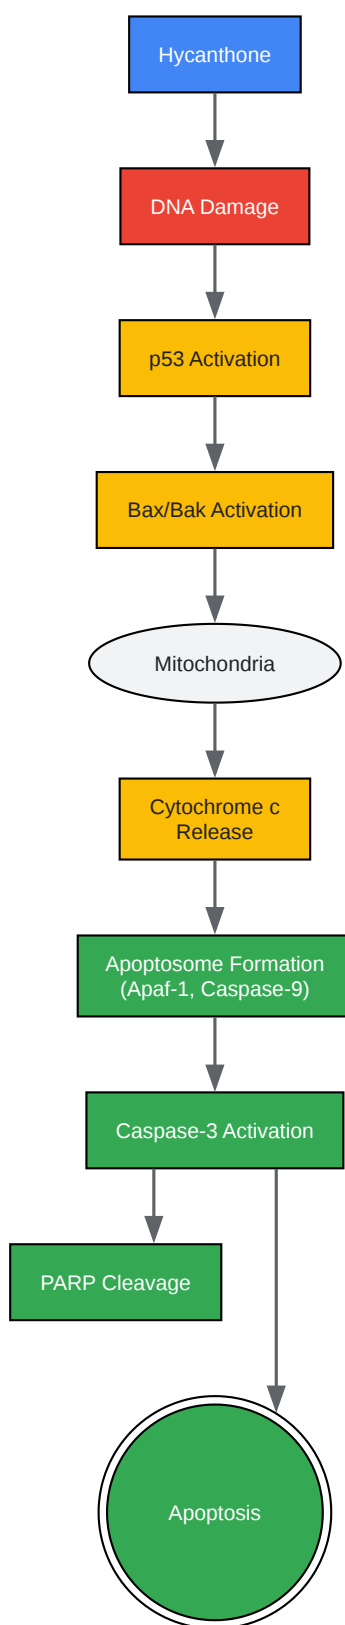 Hycanthone
DNA Damage
p53 Activation
Bax/Bak Activation
Mitochondria
Cytochrome c
Release
Apoptosome Formation
(Apaf-1, Caspase-9)
Caspase-3 Activation
PARP Cleavage
Apoptosis